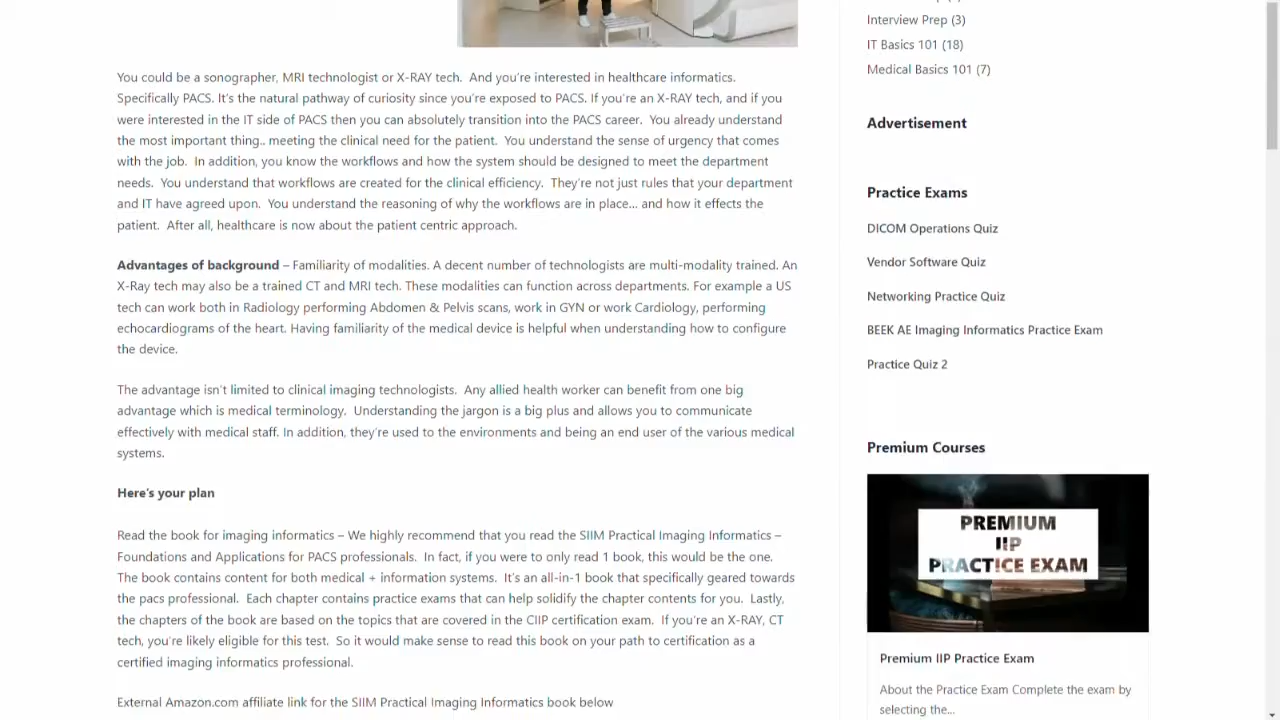 You could be a sonographer, MRI technologist or X-RAY tech.  And you're interested in healthcare informatics.
Specifically PACS. It's the natural pathway of curiosity since you're exposed to PACS. If you're an X-RAY tech, and if you
were interested in the IT side of PACS then you can absolutely transition into the PACS career.  You already understand
the most important thing.. meeting the clinical need for the patient.  You understand the sense of urgency that comes
with the job.  In addition, you know the workflows and how the system should be designed to meet the department
needs.  You understand that workflows are created for the clinical efficiency.  They're not just rules that your department
and IT have agreed upon.  You understand the reasoning of why the workflows are in place... and how it effects the
patient.  After all, healthcare is now about the patient centric approach.
Advantages of background – Familiarity of modalities. A decent number of technologists are multi-modality trained. An
X-Ray tech may also be a trained CT and MRI tech. These modalities can function across departments. For example a US
tech can work both in Radiology performing Abdomen & Pelvis scans, work in GYN or work Cardiology, performing
echocardiograms of the heart. Having familiarity of the medical device is helpful when understanding how to configure
the device.
The advantage isn't limited to clinical imaging technologists.  Any allied health worker can benefit from one big
advantage which is medical terminology.  Understanding the jargon is a big plus and allows you to communicate
effectively with medical staff. In addition, they're used to the environments and being an end user of the various medical
systems.
Here's your plan
Read the book for imaging informatics – We highly recommend that you read the SIIM Practical Imaging Informatics –
Foundations and Applications for PACS professionals.  In fact, if you were to only read 1 book, this would be the one.
The book contains content for both medical + information systems.  It's an all-in-1 book that specifically geared towards
the pacs professional.  Each chapter contains practice exams that can help solidify the chapter contents for you.  Lastly,
the chapters of the book are based on the topics that are covered in the CIIP certification exam.  If you're an X-RAY, CT
tech, you're likely eligible for this test.  So it would make sense to read this book on your path to certification as a
certified imaging informatics professional.
External Amazon.com affiliate link for the SIIM Practical Imaging Informatics book below
Interview Prep (3)
IT Basics 101 (18)
Medical Basics 101 (7)
Advertisement
Practice Exams
DICOM Operations Quiz
Vendor Software Quiz
Networking Practice Quiz
BEEK AE Imaging Informatics Practice Exam
Practice Quiz 2
Premium Courses
PREMIUM
IIP
PRACTICE EXAM
Premium IIP Practice Exam
About the Practice Exam Complete the exam by
selecting the...